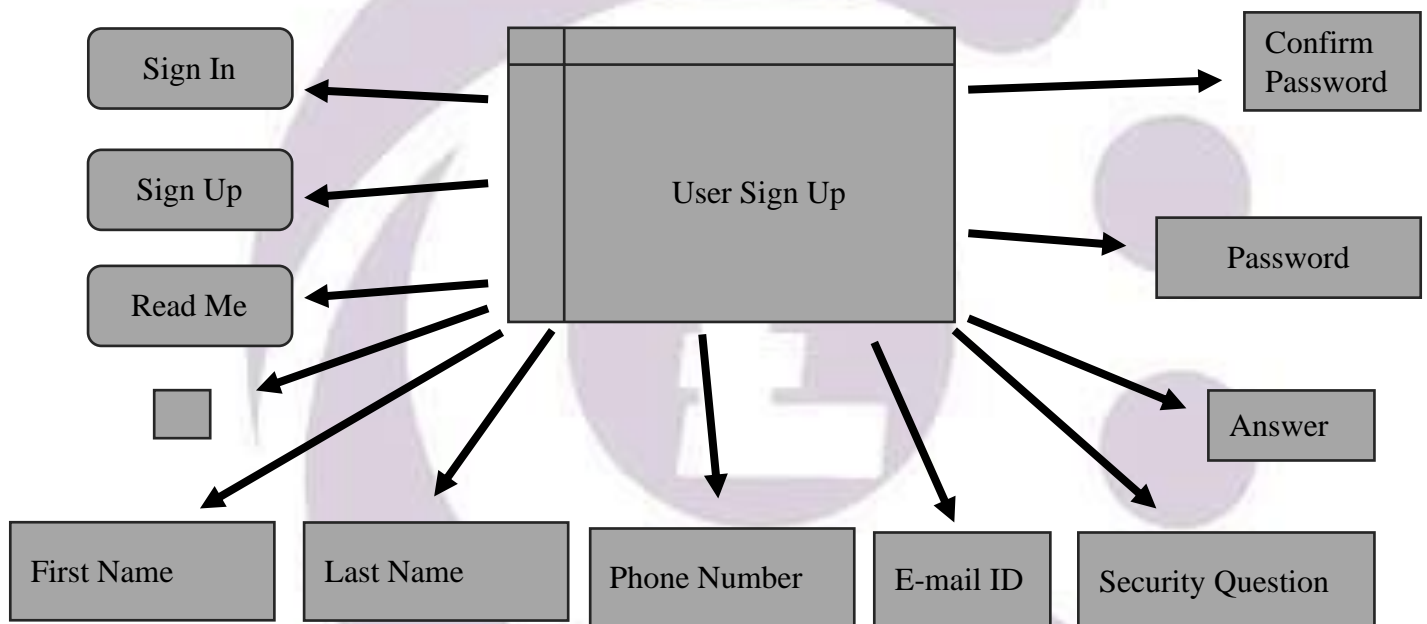 Sign In
Confirm
Password
Sign Up
User Sign Up
Password
Read Me
Answer
First Name
Last Name
Phone Number
E-mail ID
Security Question